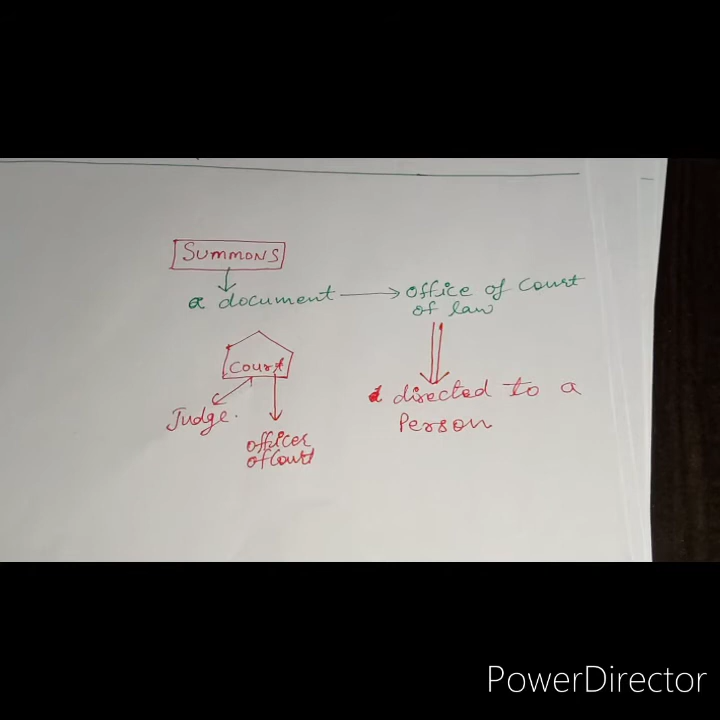 SUMMONS
a document
office of court
of law
court
directed to a
Person
Judge.
officer
of Court
PowerDirector